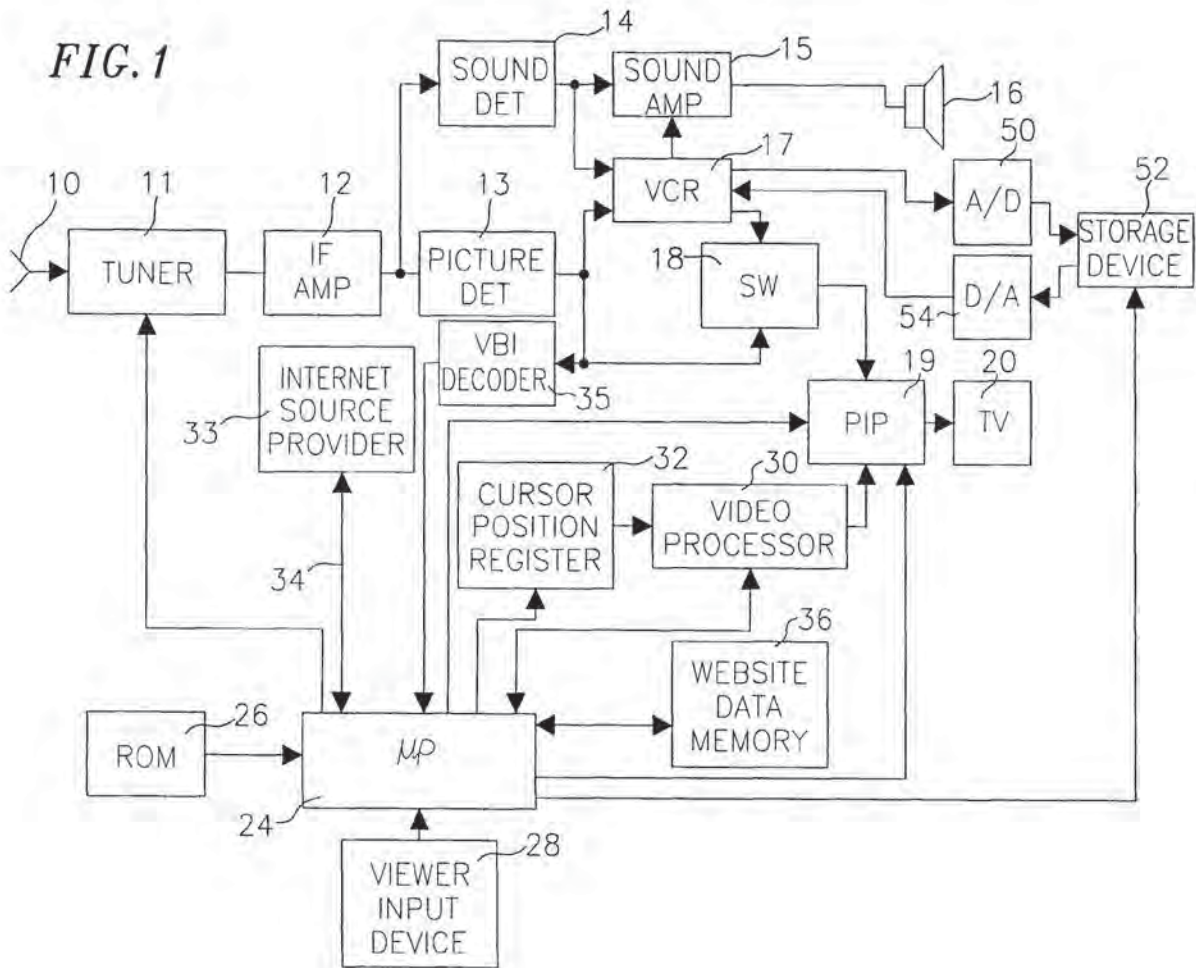 FIG. 1
14
SOUND
DET
15
SOUND
AMP
16
10
11
TUNER
12
IF
AMP
13
PICTURE
DET
17
VCR
50
A/D
52
STORAGE
DEVICE
18
SW
54
D/A
33
INTERNET
SOURCE
PROVIDER
VBI
DECODER
35
19
PIP
20
TV
32
CURSOR
POSITION
REGISTER
30
VIDEO
PROCESSOR
34
36
WEBSITE
DATA
MEMORY
26
ROM
μP
24
28
VIEWER
INPUT
DEVICE